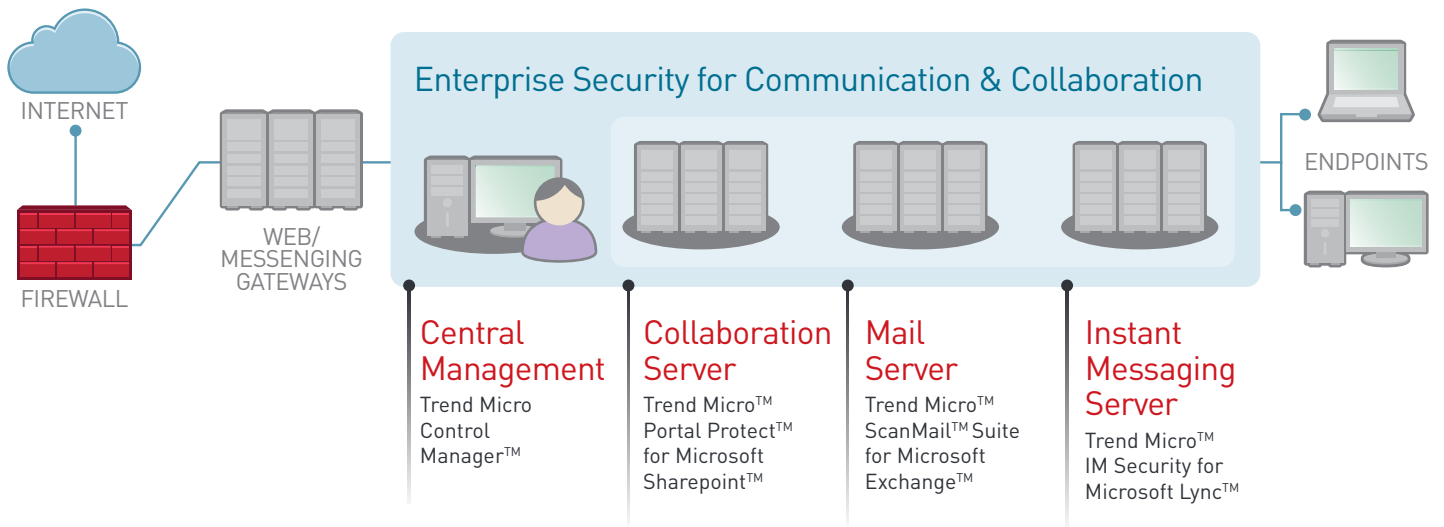 INTERNET
FIREWALL
WEB/
MESSENGING
GATEWAYS
Enterprise Security for Communication & Collaboration
ENDPOINTS
Central
Management
Trend Micro
Control
Manager™
Collaboration
Server
Trend Micro™
Portal Protect™
for Microsoft
Sharepoint™
Mail
Server
Trend Micro™
ScanMail™ Suite
for Microsoft
Exchange™
Instant
Messaging
Server
Trend Micro™
IM Security for
Microsoft Lync™